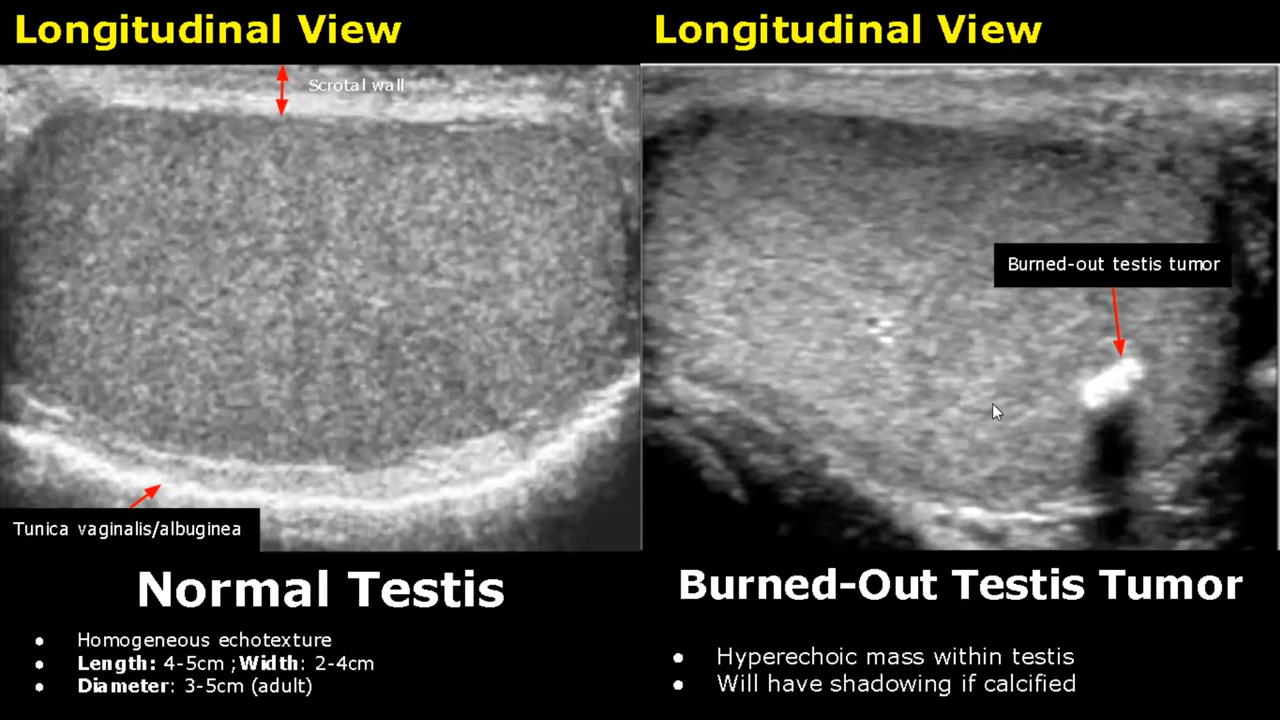 Longitudinal View
Scrotal wall
Tunica vaginalis/albuginea
Normal Testis
• Homogeneous echotexture
• Length: 4-5cm ;Width: 2-4cm
• Diameter: 3-5cm (adult)
Longitudinal View
Burned-out testis tumor
Burned-Out Testis Tumor
• Hyperechoic mass within testis
• Will have shadowing if calcified